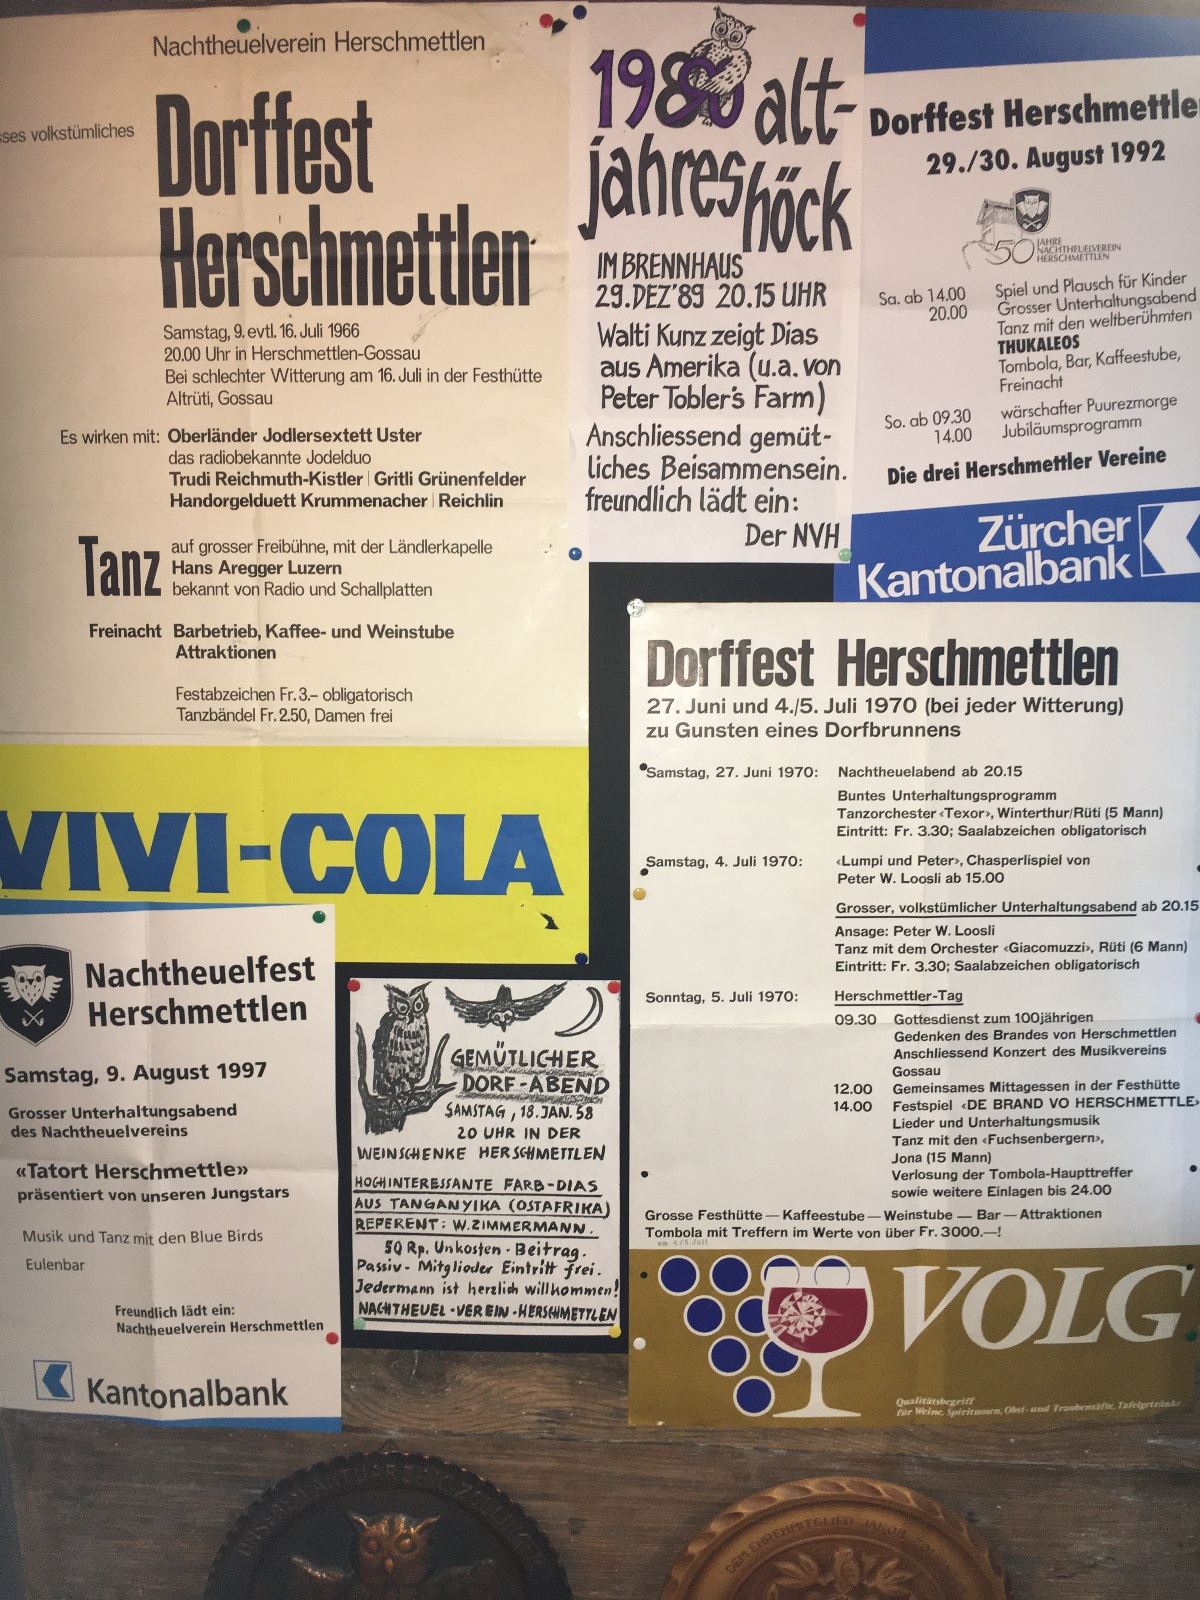 Nachtheuelverein Herschmettlen
volkstümliches
Dorffest
Herschmettlen
Samstag, 9. evtl. 16. Juli 1966
20.00 Uhr in Herschmettlen-Gossau
Bei schlechter Witterung am 16. Juli in der Festhütte
Altrüti, Gossau
Es wirken mit: Oberländer Jodlersextett Uster
das radiobekannte Jodelduo
Trudi Reichmuth-Kistler | Gritli Grünenfelder
Handorgelduett Krummenacher | Reichlin
Tanz auf grosser Freibühne, mit der Ländlerkapelle
Hans Aregger Luzern
bekannt von Radio und Schallplatten
Freinacht Barbetrieb, Kaffee- und Weinstube
Attraktionen
Festabzeichen Fr. 3.– obligatorisch
Tanzbändel Fr. 2.50, Damen frei
VIVI-COLA
alt-
jahres
höck
IM BRENNHAUS
29. DEZ '89 20.15 UHR
Walti Kunz zeigt Dias
aus Amerika (u.a. von
Peter Tobler's Farm)
Anschliessend gemüt-
liches Beisammensein.
freundlich lädt ein:
Der NVH
Dorffest
29./30. August 1992
50 JAHRE
NACHTHEUELVEREIN
HERSCHMETTLEN
Sa. ab 14.00 Spiel und Plausch für Kinder
20.00 Grosser Unterhaltungsabend
Tanz mit den weltberühmten
THUKALEOS
Tombola, Bar, Kaffeestube,
Freinacht
So. ab 09.30 währschafter Puurezmorge
14.00 Jubiläumsprogramm
Die drei Herschmettler Vereine
Zürcher
Kantonalbank
Dorffest Herschmettlen
27. Juni und 4./5. Juli 1970 (bei jeder Witterung)
zu Gunsten eines Dorfbrunnens
Samstag, 27. Juni 1970: Nachtheuelabend ab 20.15
Buntes Unterhaltungsprogramm
Tanzorchester ‹Texor›, Winterthur/Rüti (5 Mann)
Eintritt: Fr. 3.30; Saalabzeichen obligatorisch
Samstag, 4. Juli 1970: ‹Lumpi und Peter›, Chasperlispiel von
Peter W. Loosli ab 15.00
Grosser, volkstümlicher Unterhaltungsabend ab 20.15
Ansage: Peter W. Loosli
Tanz mit dem Orchester ‹Giacomuzzi›, Rüti (6 Mann)
Eintritt: Fr. 3.30; Saalabzeichen obligatorisch
Sonntag, 5. Juli 1970: Herschmettler-Tag
09.30 Gottesdienst zum 100jährigen
Gedenken des Brandes von Herschmettlen
Anschliessend Konzert des Musikvereins
Gossau
12.00 Gemeinsames Mittagessen in der Festhütte
14.00 Festspiel ‹DE BRAND VO HERSCHMETTLE›
Lieder und Unterhaltungsmusik
Tanz mit den ‹Fuchsenbergern›,
Jona (15 Mann)
Verlosung der Tombola-Haupttreffer
sowie weitere Einlagen bis 24.00
Grosse Festhütte — Kaffeestube — Weinstube — Bar — Attraktionen
Tombola mit Treffern im Werte von über Fr. 3000.—!
am 4/5 Juli
VOLG
Qualitätsbegriff
für Weine, Spirituosen, Obst- und Traubensäfte, Tafelgetränke
Nachtheuelfest
Herschmettlen
Samstag, 9. August 1997
Grosser Unterhaltungsabend
des Nachtheuelvereins
«Tatort Herschmettle»
präsentiert von unseren Jungstars
Musik und Tanz mit den Blue Birds
Eulenbar
Freundlich lädt ein:
Nachtheuelverein Herschmettlen
Kantonalbank
GEMÜTLICHER
DORF-ABEND
SAMSTAG, 18. JAN. 58
20 UHR IN DER
WEINSCHENKE HERSCHMETTLEN
HOCHINTERESSANTE FARB-DIAS
AUS TANGANYIKA (OSTAFRIKA)
REFERENT: W. ZIMMERMANN.
50 Rp. Unkosten-Beitrag.
Passiv-Mitglieder Eintritt frei.
Jedermann ist herzlich willkommen!
NACHTHEUEL-VEREIN-HERSCHMETTLEN
DEM EHRENMITGLIED JAKOB